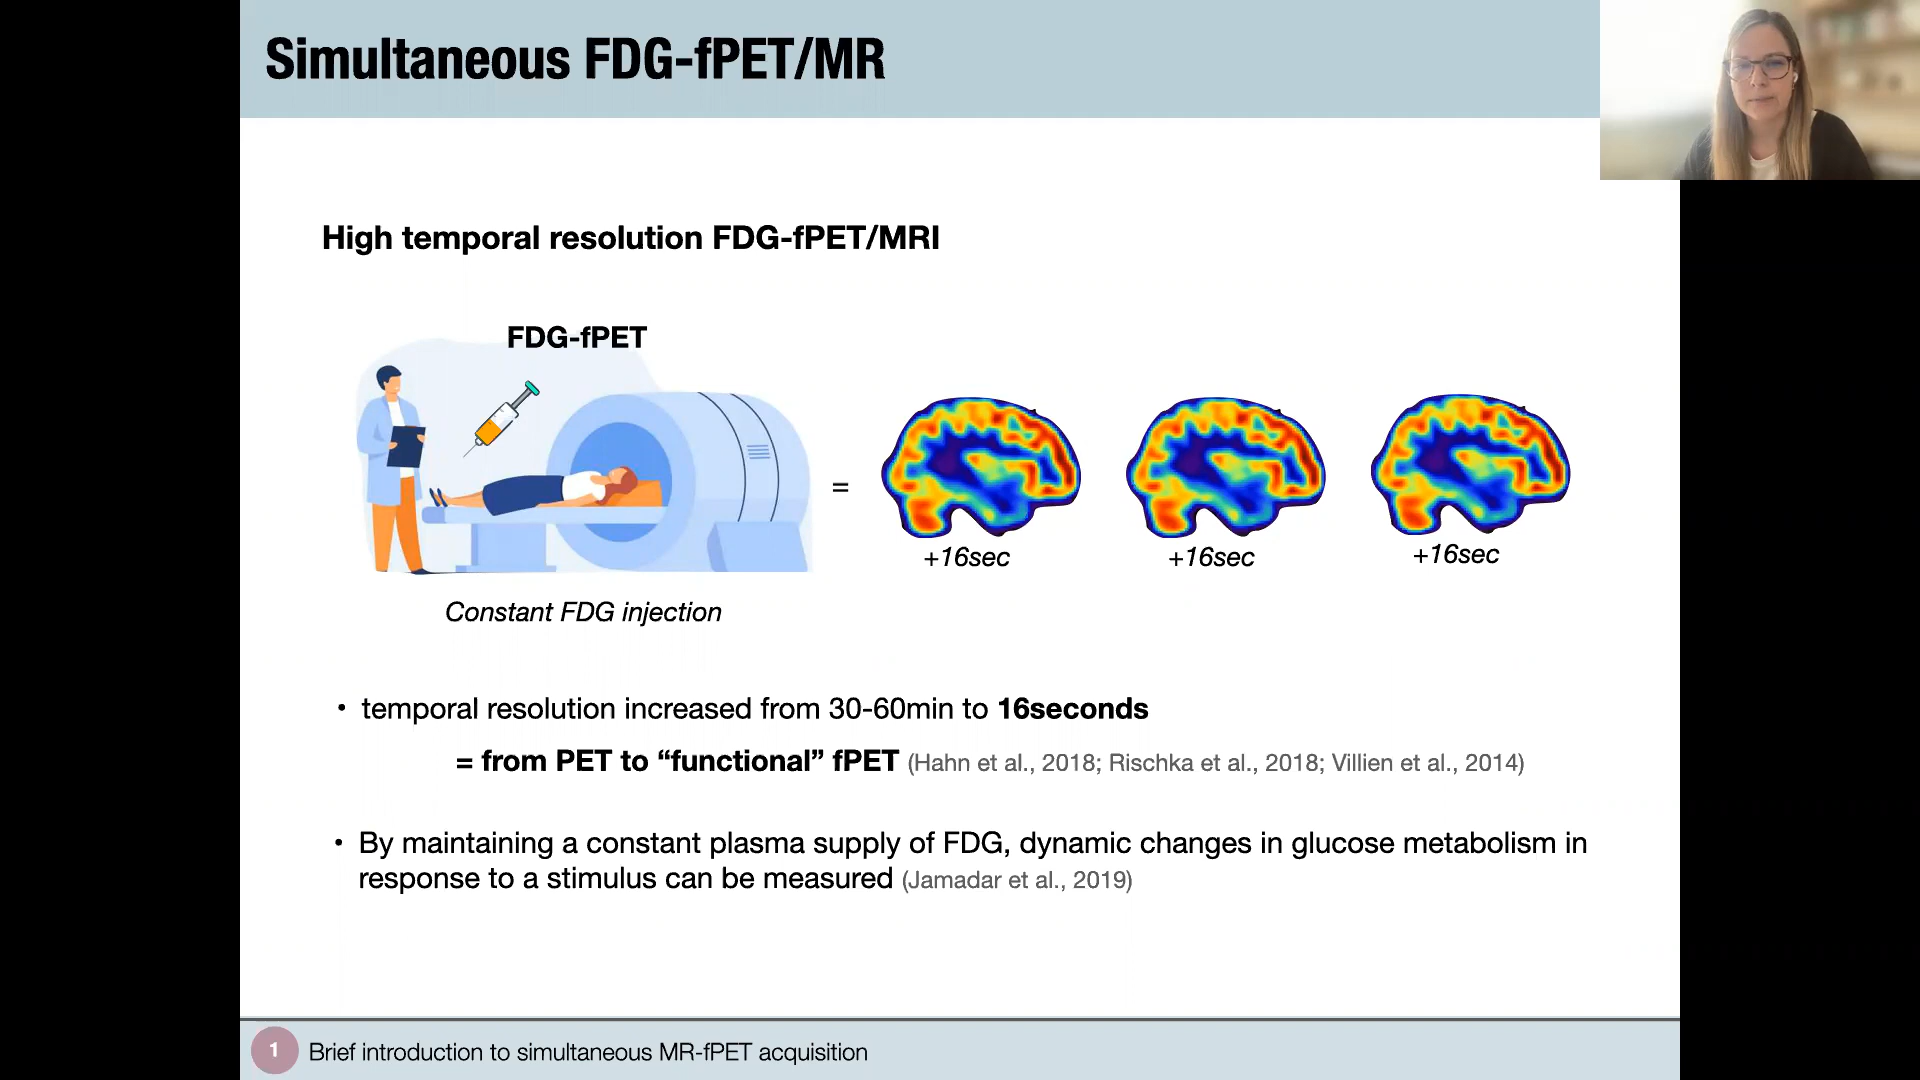 Simultaneous FDG-fPET/MR
High temporal resolution FDG-fPET/MRI
FDG-fPET
=
+16sec
+16sec
+16sec
Constant FDG injection
• temporal resolution increased from 30-60min to 16seconds
= from PET to “functional” fPET (Hahn et al., 2018; Rischka et al., 2018; Villien et al., 2014)
• By maintaining a constant plasma supply of FDG, dynamic changes in glucose metabolism in
response to a stimulus can be measured (Jamadar et al., 2019)
1 Brief introduction to simultaneous MR-fPET acquisition